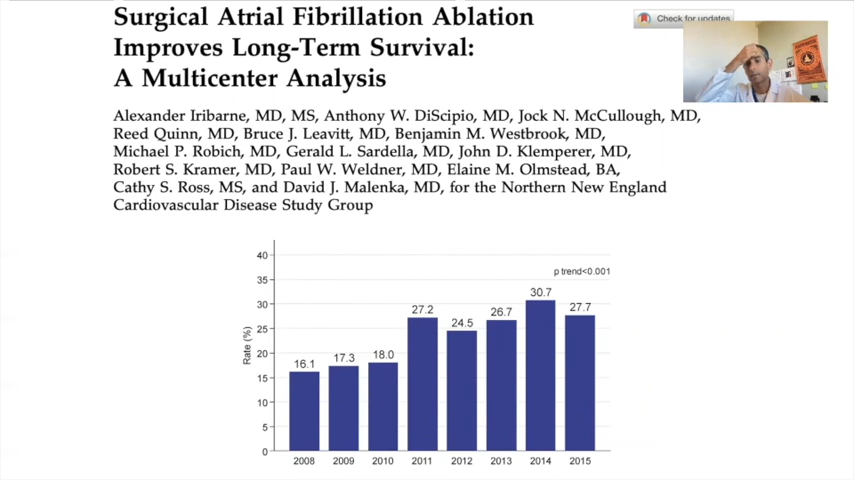 Surgical Atrial Fibrillation Ablation
Improves Long-Term Survival:
A Multicenter Analysis
Check for updates
Alexander Iribarne, MD, MS, Anthony W. DiScipio, MD, Jock N. McCullough, MD,
Reed Quinn, MD, Bruce J. Leavitt, MD, Benjamin M. Westbrook, MD,
Michael P. Robich, MD, Gerald L. Sardella, MD, John D. Klemperer, MD,
Robert S. Kramer, MD, Paul W. Weldner, MD, Elaine M. Olmstead, BA,
Cathy S. Ross, MS, and David J. Malenka, MD, for the Northern New England
Cardiovascular Disease Study Group
p trend<0.001
Rate (%)
40
35
30
25
20
15
10
5
0
16.1
17.3
18.0
27.2
24.5
26.7
30.7
27.7
2008 2009 2010 2011 2012 2013 2014 2015